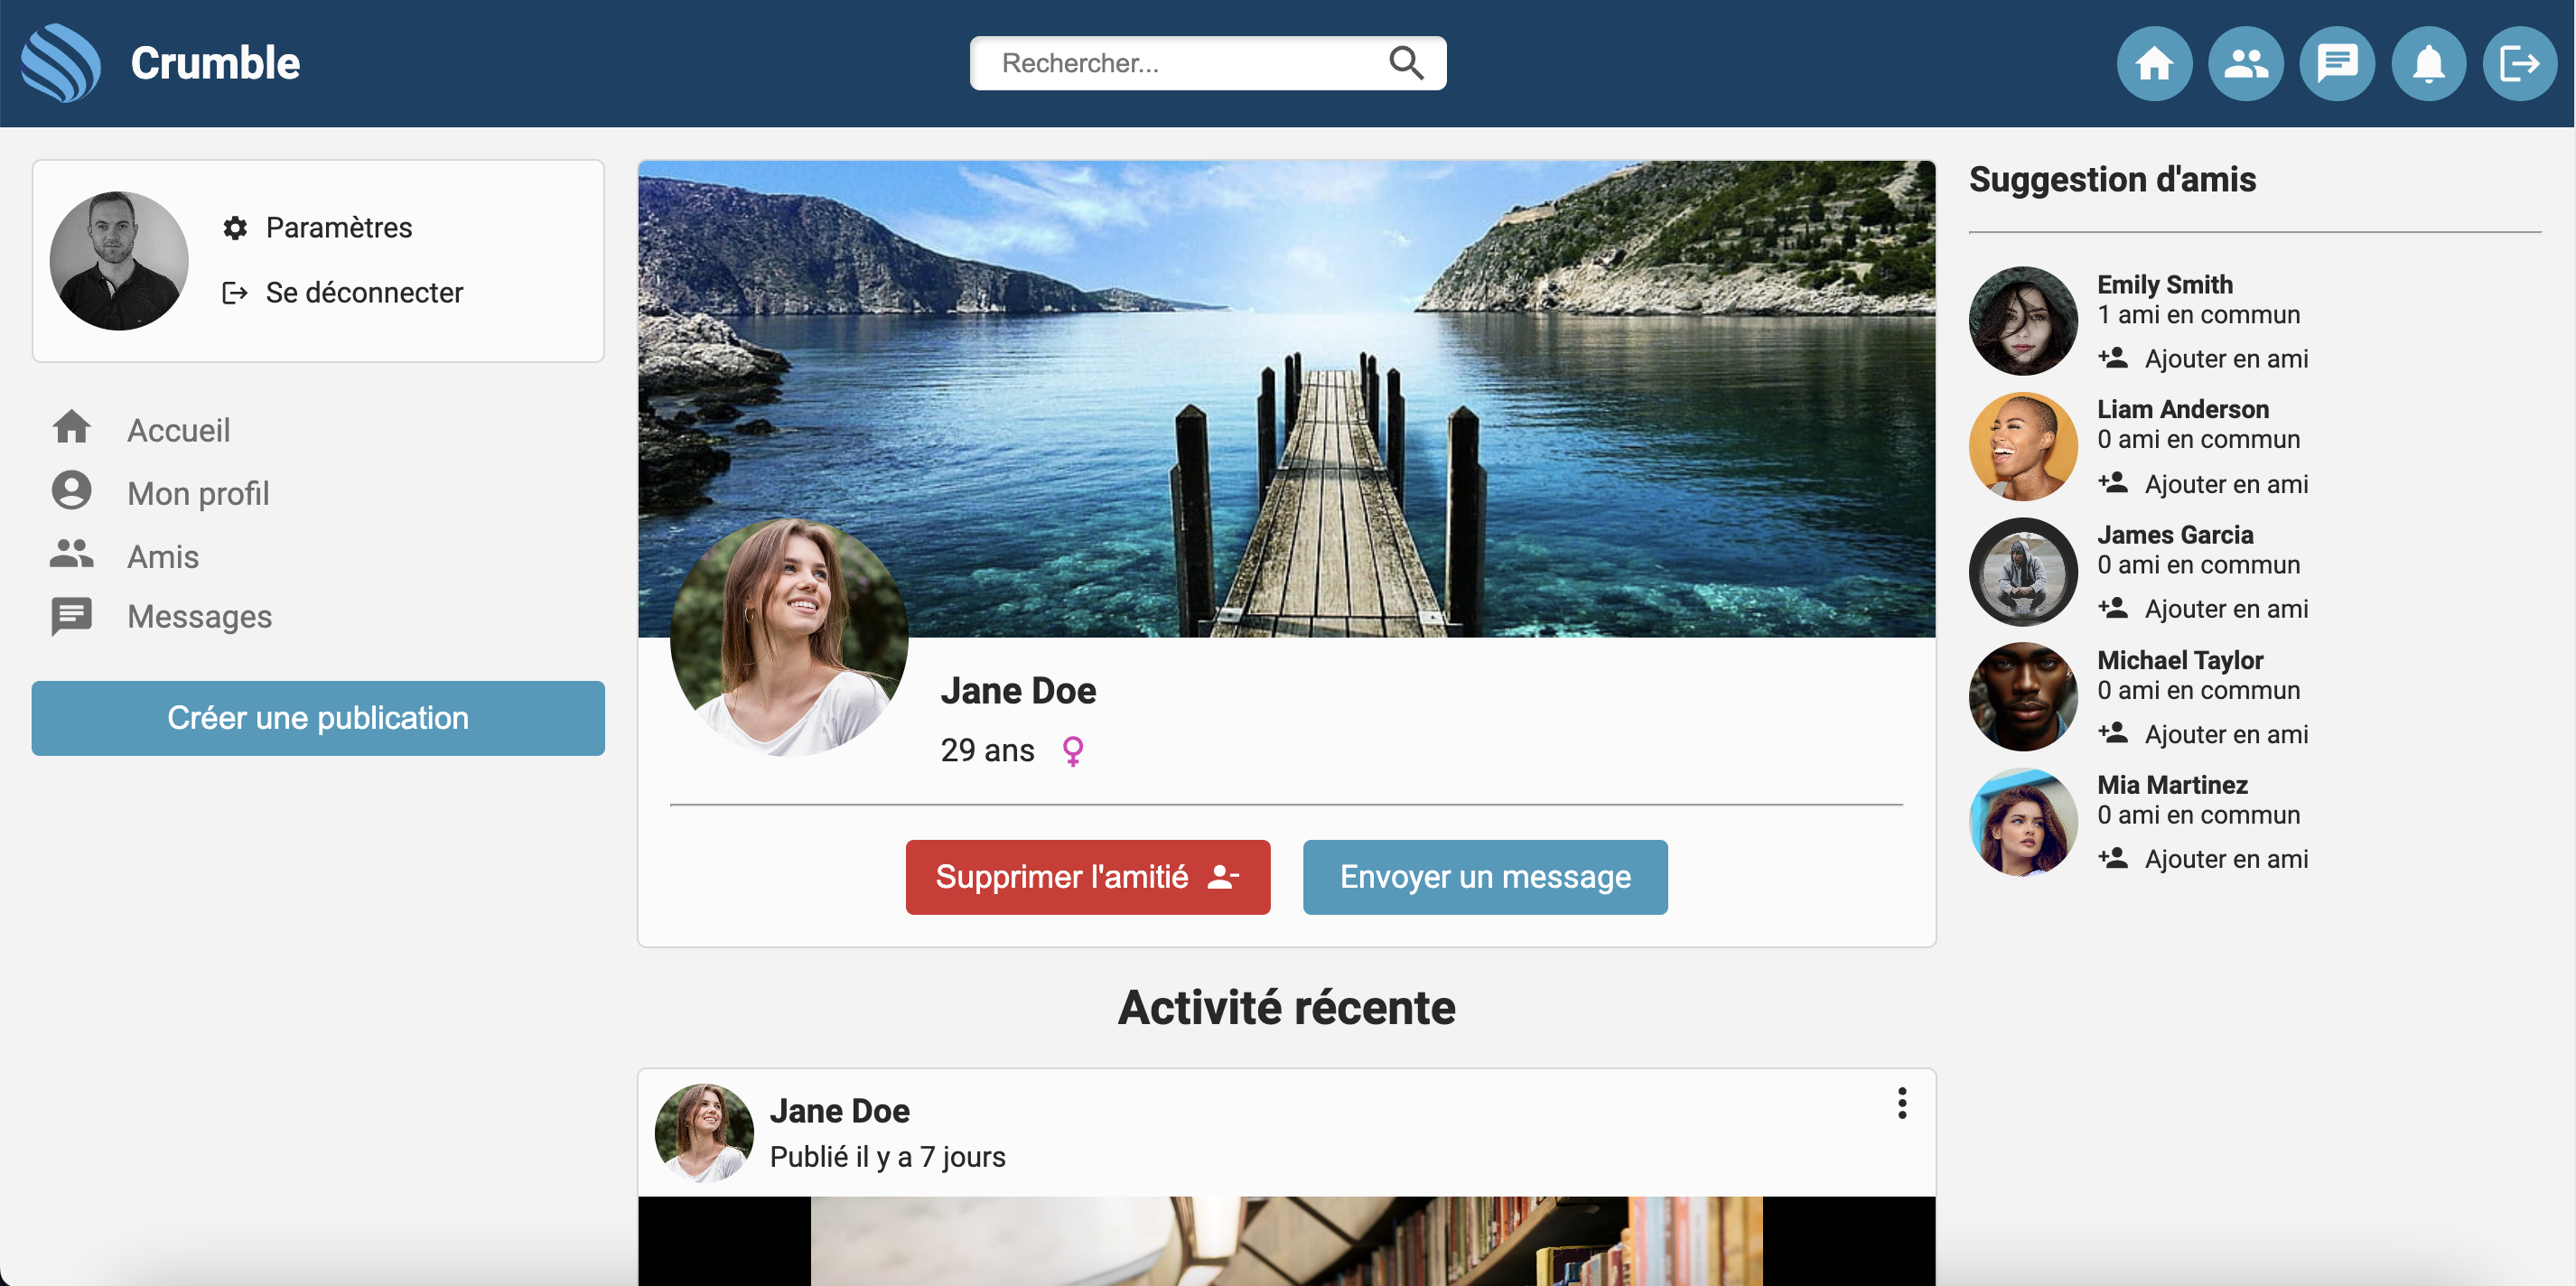 Crumble
Rechercher...
Paramètres
Se déconnecter
Accueil
Mon profil
Amis
Messages
Créer une publication
Jane Doe
29 ans
Supprimer l'amitié
Envoyer un message
Activité récente
Jane Doe
Publié il y a 7 jours
Suggestion d'amis
Emily Smith
1 ami en commun
Ajouter en ami
Liam Anderson
0 ami en commun
Ajouter en ami
James Garcia
0 ami en commun
Ajouter en ami
Michael Taylor
0 ami en commun
Ajouter en ami
Mia Martinez
0 ami en commun
Ajouter en ami